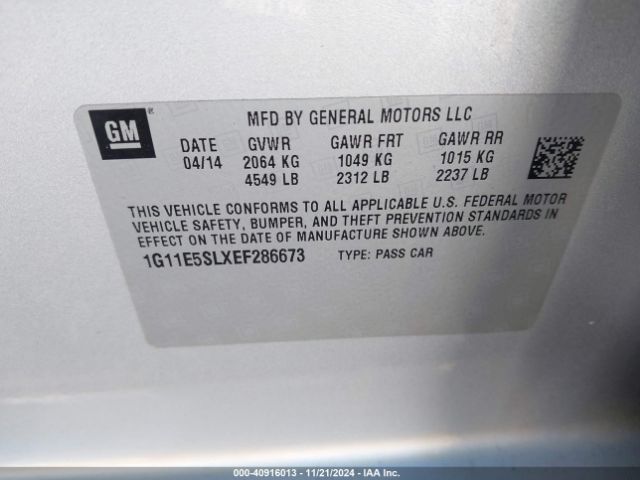 GM
MFD BY GENERAL MOTORS LLC
DATE GVWR GAWR FRT GAWR RR
04/14 2064 KG 1049 KG 1015 KG
4549 LB 2312 LB 2237 LB
THIS VEHICLE CONFORMS TO ALL APPLICABLE U.S. FEDERAL MOTOR
VEHICLE SAFETY, BUMPER, AND THEFT PREVENTION STANDARDS IN
EFFECT ON THE DATE OF MANUFACTURE SHOWN ABOVE.
1G11E5SLXEF286673 TYPE: PASS CAR
000-40916013 - 11/21/2024 - IAA Inc.